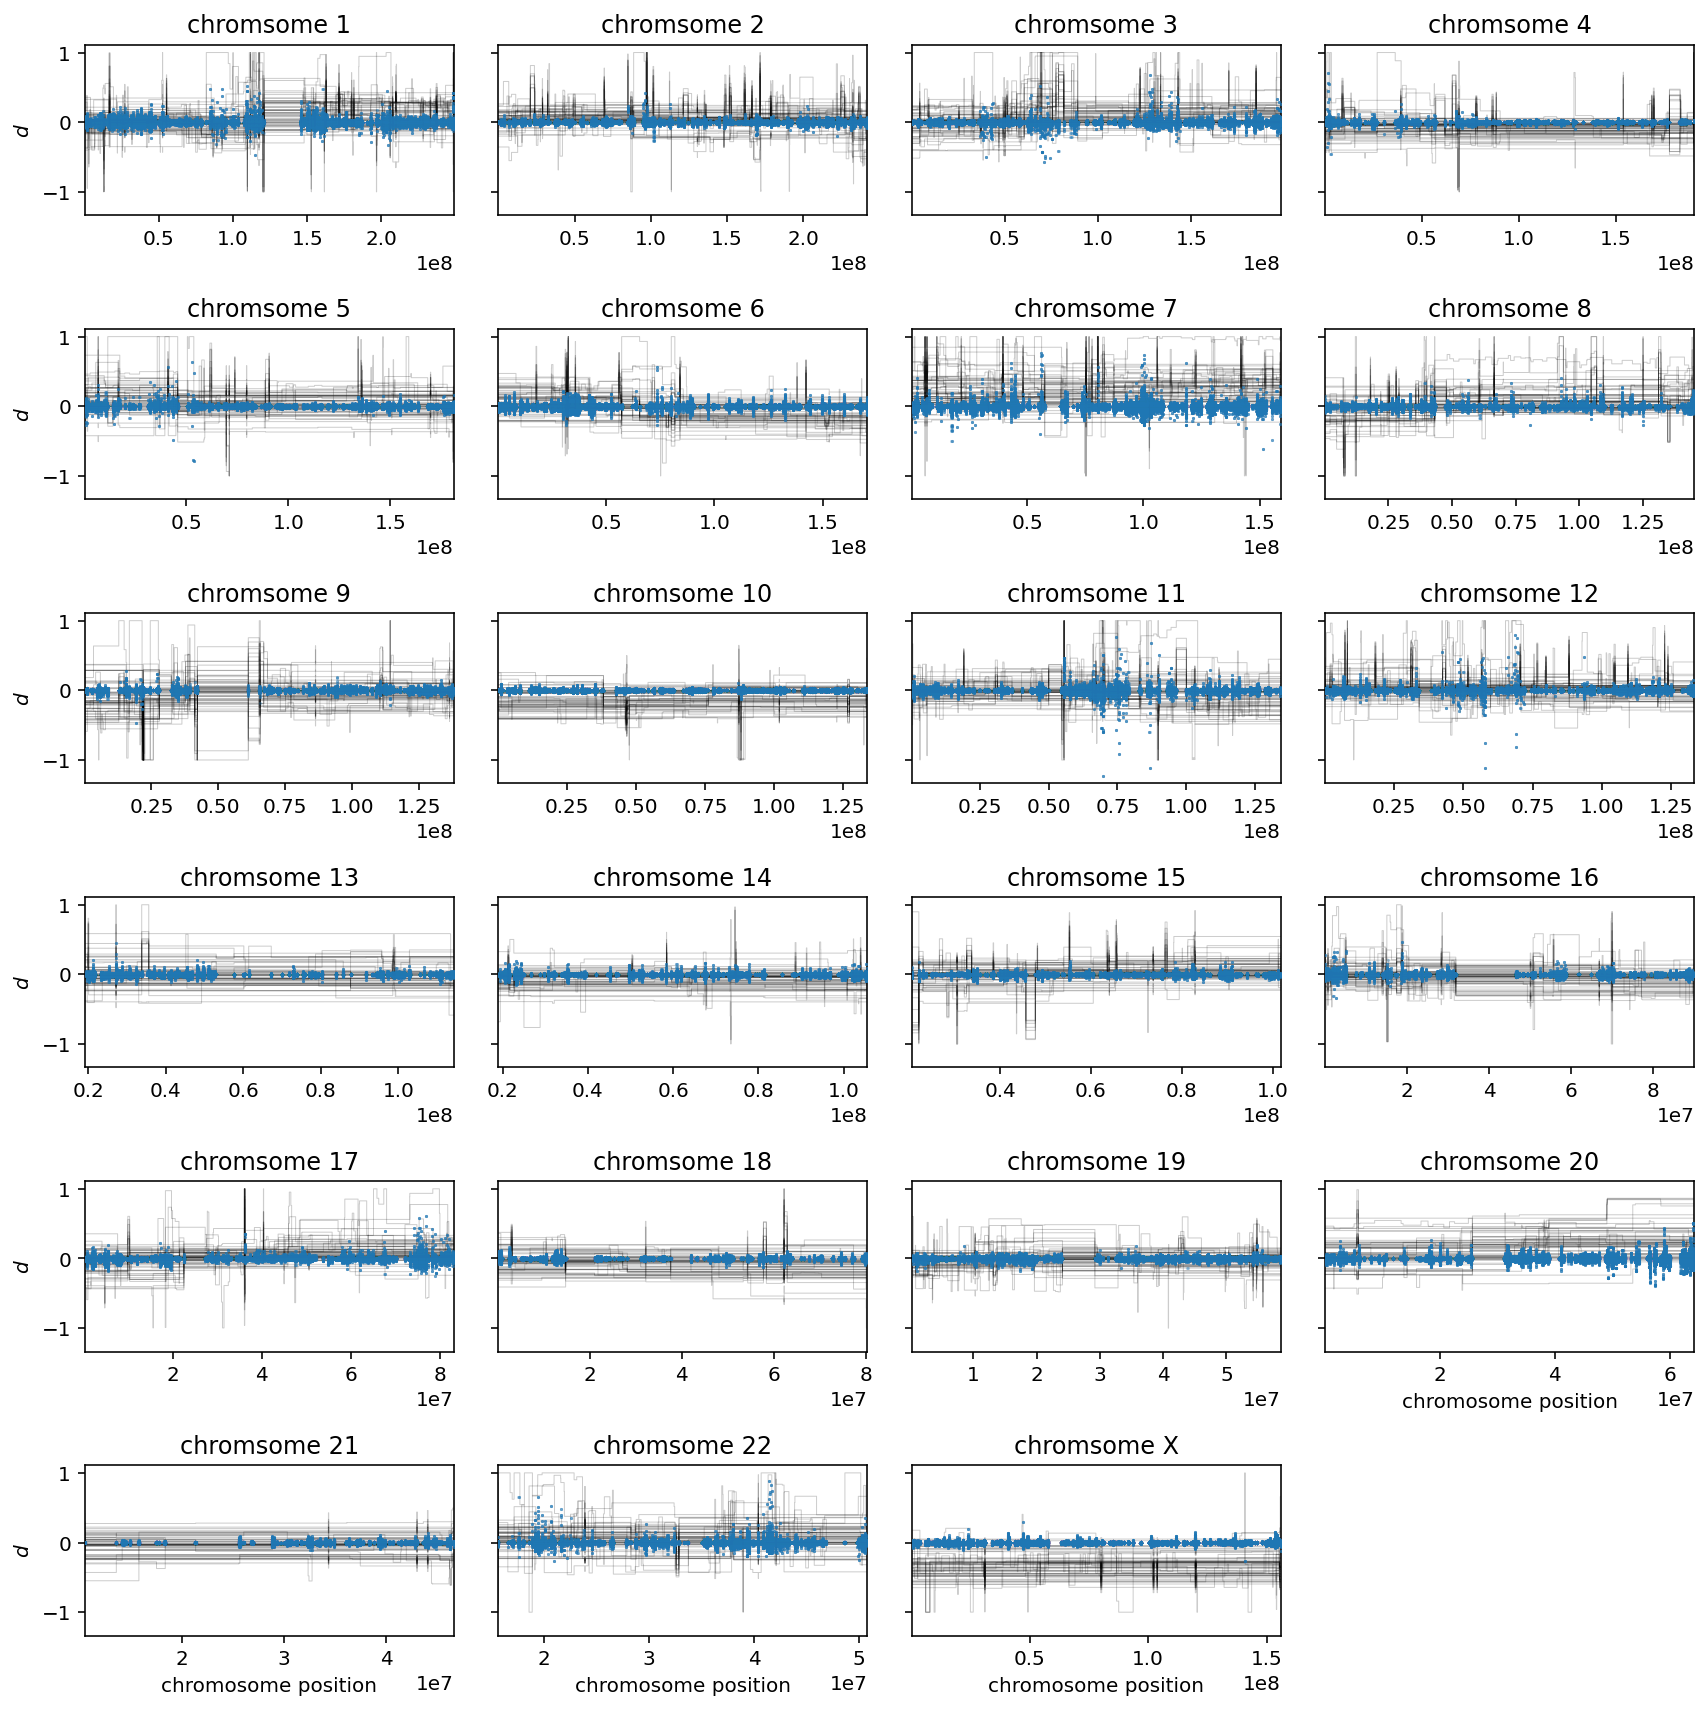 chromsome 1 chromsome 2 chromsome 3 chromsome 4
1
0
−1
d
0.5 1.0 1.5 2.0 0.5 1.0 1.5 2.0 0.5 1.0 1.5 0.5 1.0 1.5
1e8 1e8 1e8 1e8
chromsome 5 chromsome 6 chromsome 7 chromsome 8
1
0
−1
d
0.5 1.0 1.5 0.5 1.0 1.5 0.5 1.0 1.5 0.25 0.50 0.75 1.00 1.25
1e8 1e8 1e8 1e8
chromsome 9 chromsome 10 chromsome 11 chromsome 12
1
0
−1
d
0.25 0.50 0.75 1.00 1.25 0.25 0.50 0.75 1.00 1.25 0.25 0.50 0.75 1.00 1.25 0.25 0.50 0.75 1.00 1.25
1e8 1e8 1e8 1e8
chromsome 13 chromsome 14 chromsome 15 chromsome 16
1
0
−1
d
0.2 0.4 0.6 0.8 1.0 0.2 0.4 0.6 0.8 1.0 0.4 0.6 0.8 1.0 2 4 6 8
1e8 1e8 1e8 1e7
chromsome 17 chromsome 18 chromsome 19 chromsome 20
1
0
−1
d
2 4 6 8 2 4 6 8 1 2 3 4 5 2 4 6
1e7 1e7 1e7 chromosome position 1e7
chromsome 21 chromsome 22 chromsome X
1
0
−1
d
2 3 4 2 3 4 5 0.5 1.0 1.5
chromosome position 1e7 chromosome position 1e7 chromosome position 1e8